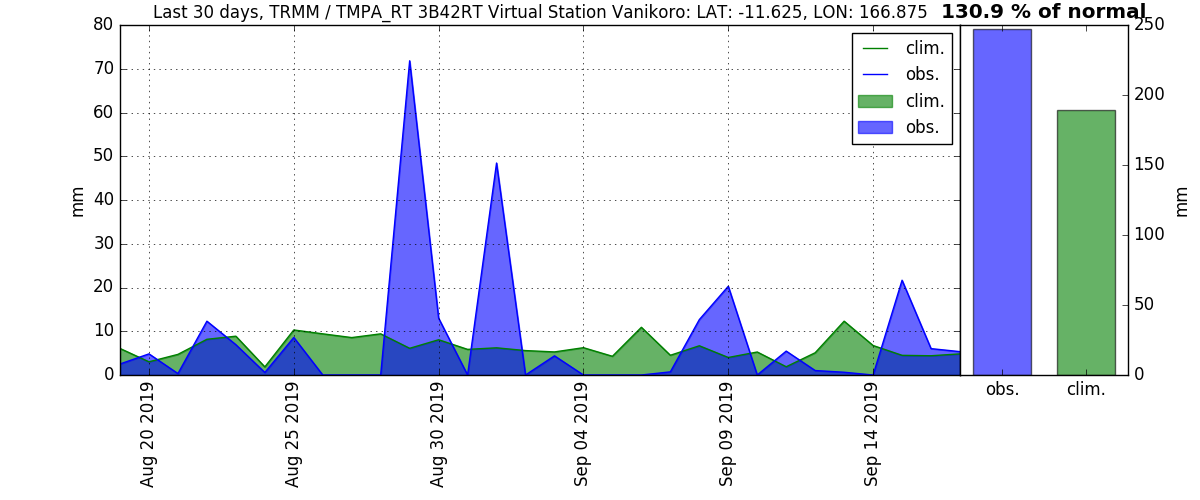 Last 30 days, TRMM / TMPA_RT 3B42RT Virtual Station Vanikoro: LAT: -11.625, LON: 166.875
130.9 % of normal
80
70
60
50
40
30
20
10
0
mm
clim.
obs.
clim.
obs.
Aug 20 2019
Aug 25 2019
Aug 30 2019
Sep 04 2019
Sep 09 2019
Sep 14 2019
250
200
150
100
50
0
mm
obs.
clim.